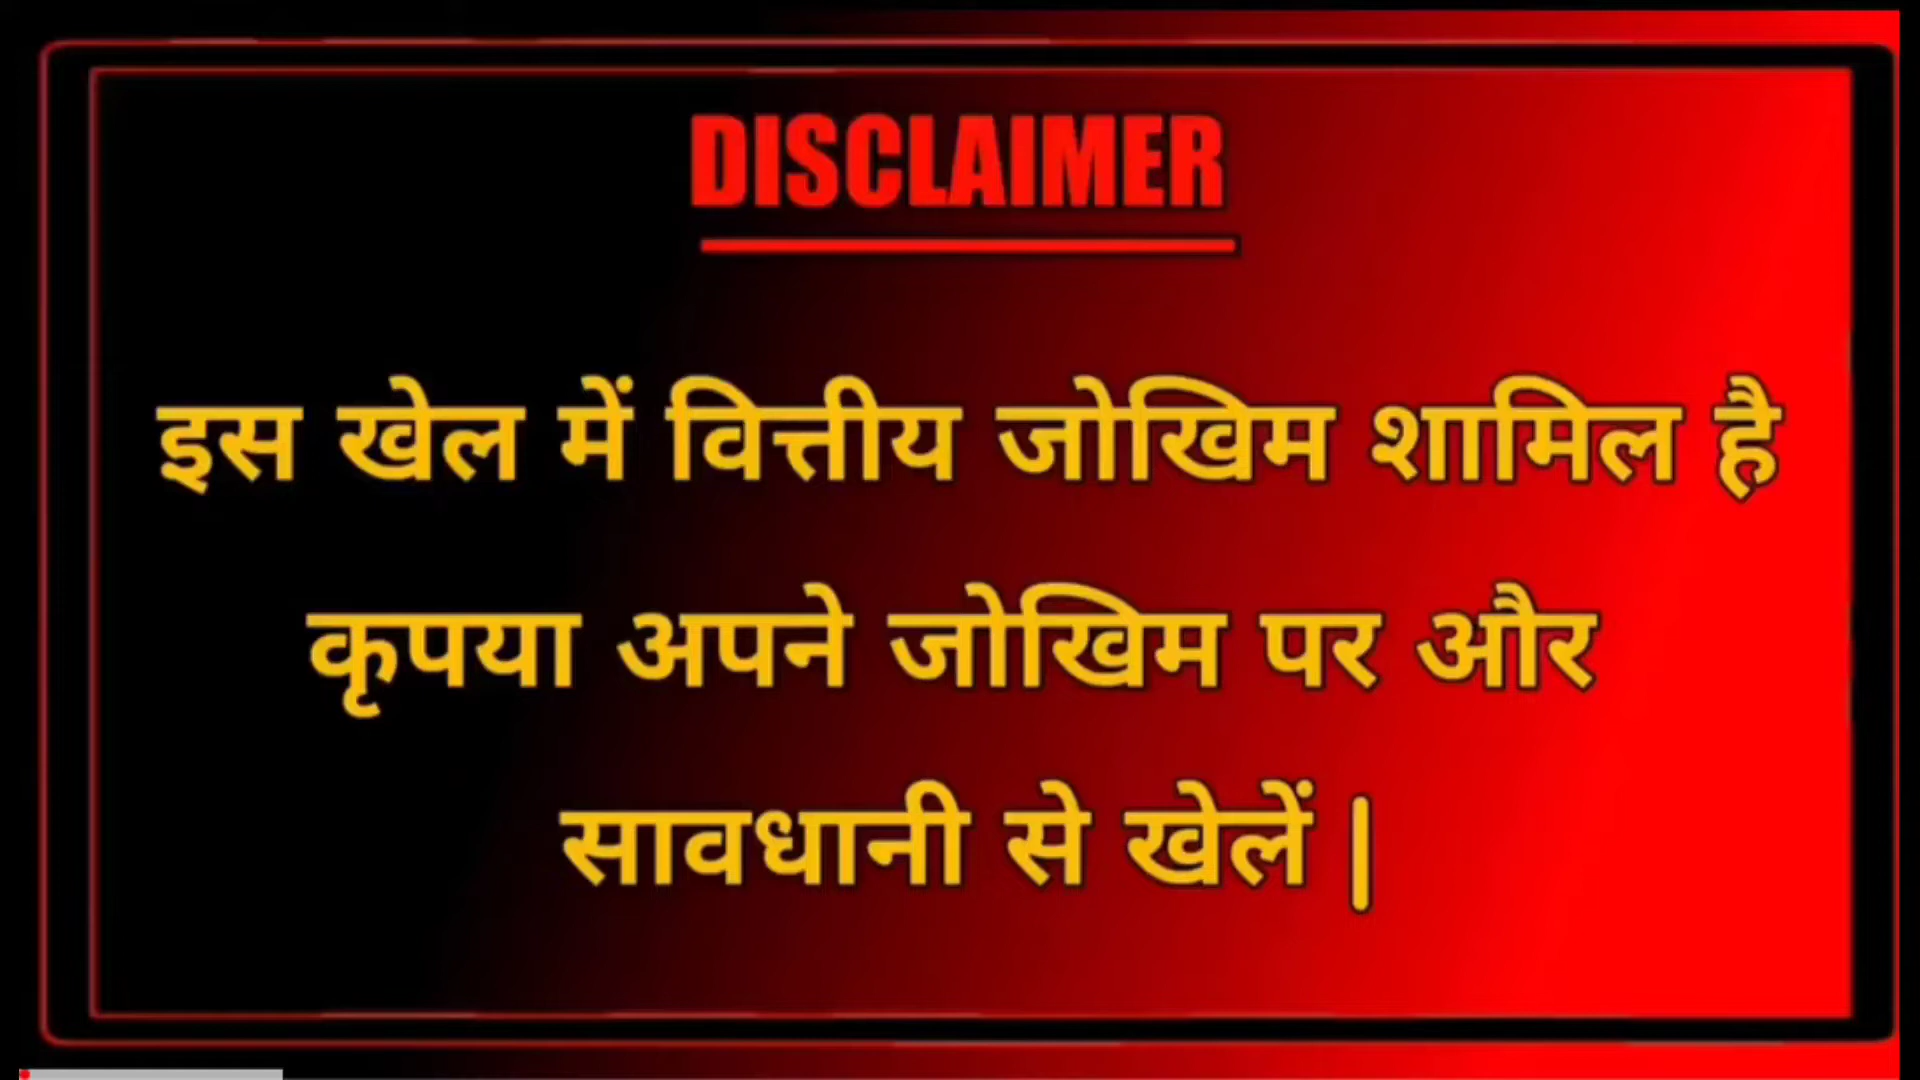 DISCLAIMER
इस खेल में वित्तीय जोखिम शामिल है
कृपया अपने जोखिम पर और
सावधानी से खेलें |